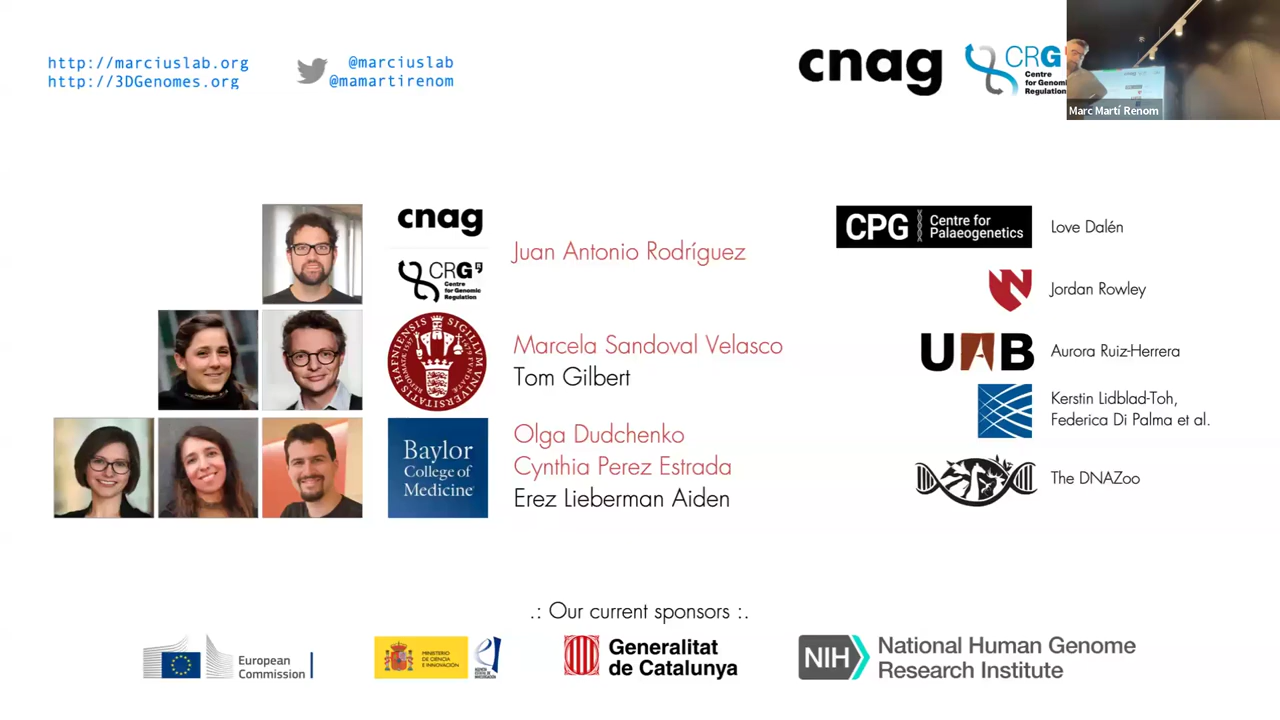 http://marciuslab.org
http://3DGenomes.org
@marciuslab
@mamartirenom
cnag
CRG
Centre
for Genomic
Regulation
Marc Martí Renom
cnag
CRG
Centre
for Genomic
Regulation
Juan Antonio Rodríguez
Marcela Sandoval Velasco
Tom Gilbert
Baylor
College of
Medicine
Olga Dudchenko
Cynthia Perez Estrada
Erez Lieberman Aiden
CPG
Centre for
Palaeogenetics
Love Dalén
Jordan Rowley
UAB
Aurora Ruiz-Herrera
Kerstin Lidblad-Toh,
Federica Di Palma et al.
The DNAZoo
.: Our current sponsors :.
European
Commission
MINISTERIO
DE CIENCIA
E INNOVACIÓN
Generalitat
de Catalunya
NIH
National Human Genome
Research Institute